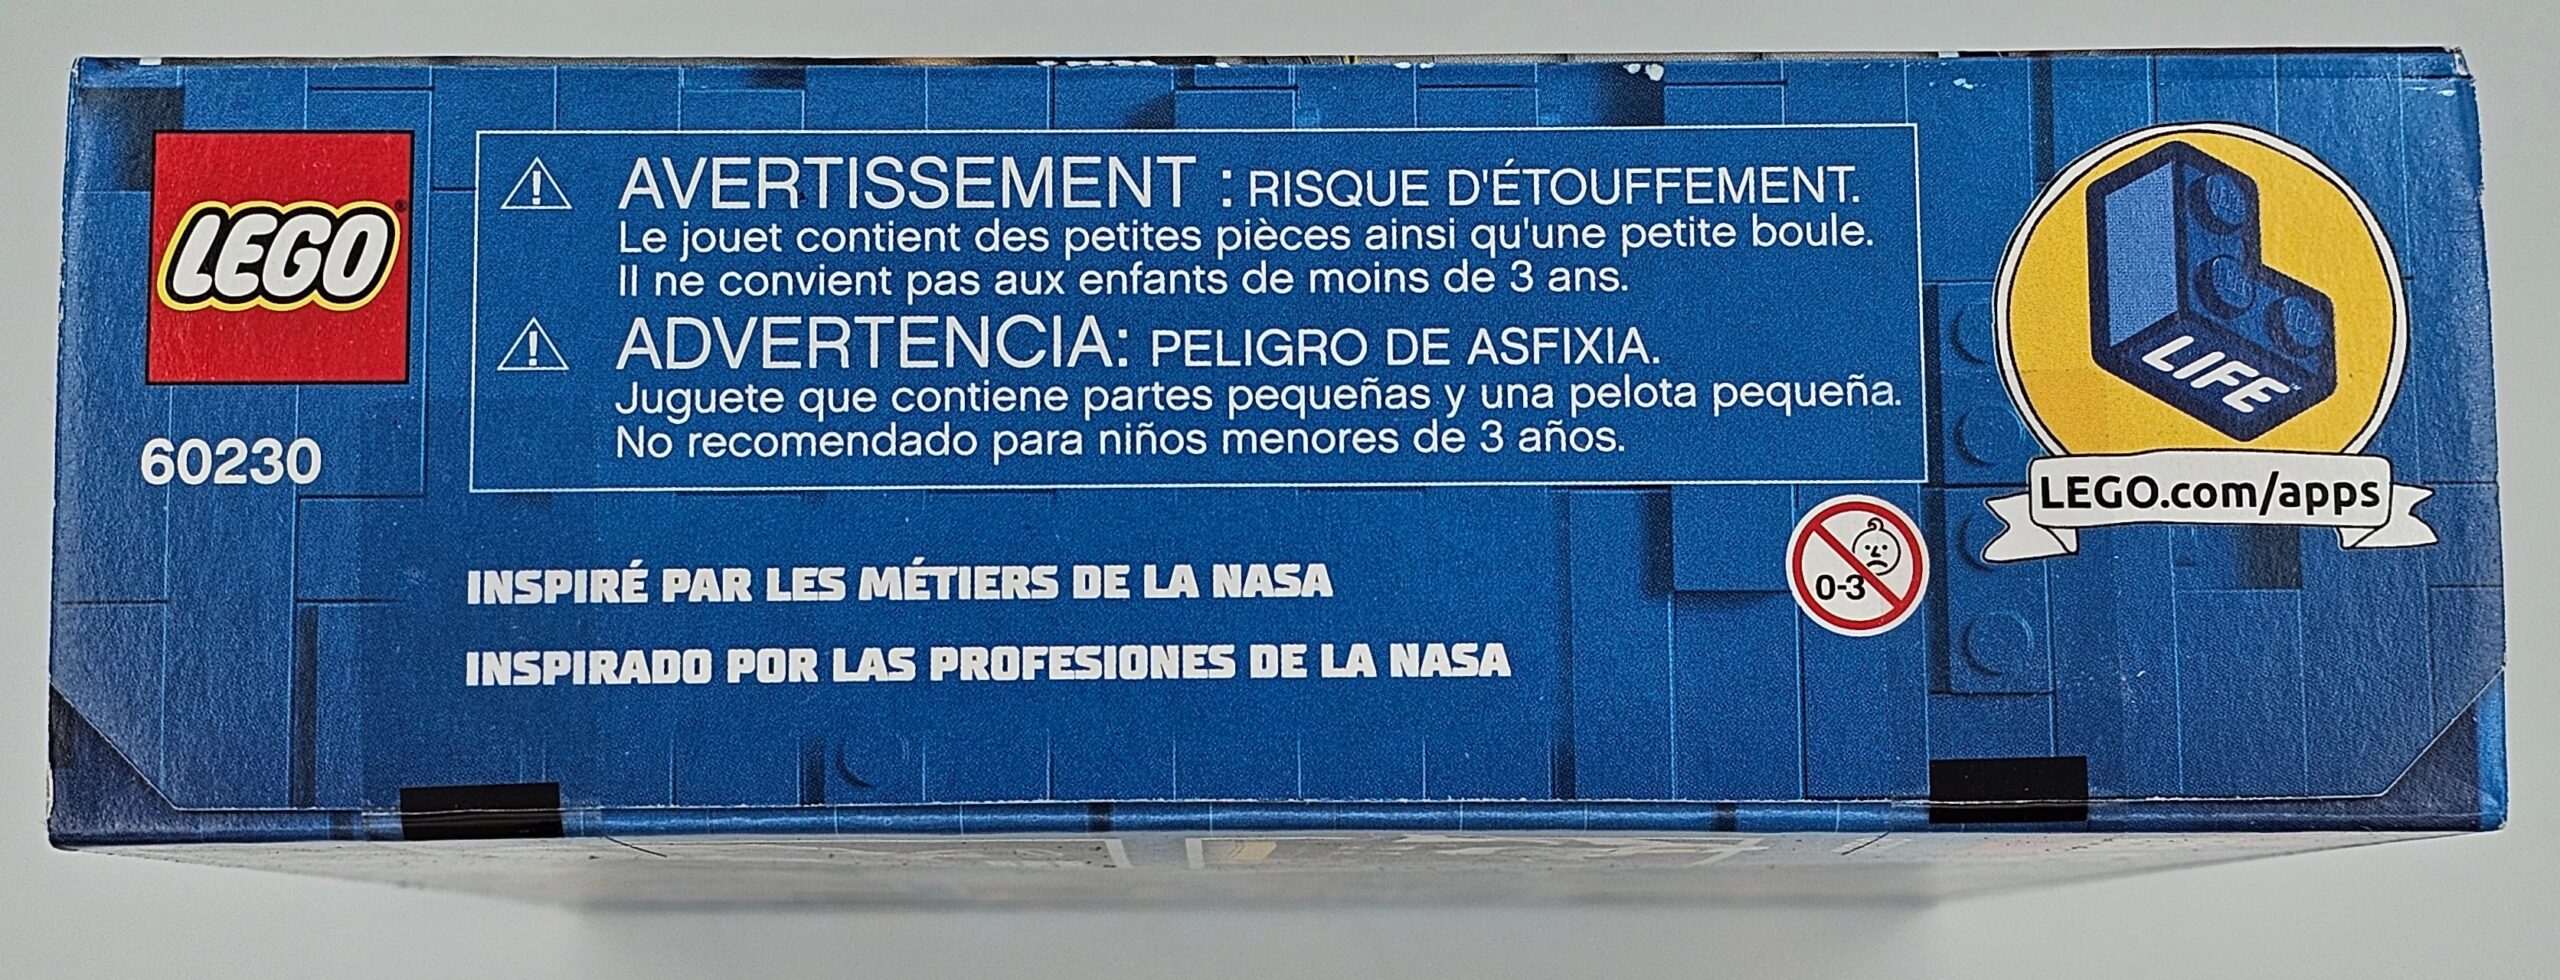 LEGO
60230
AVERTISSEMENT : RISQUE D'ÉTOUFFEMENT.
Le jouet contient des petites pièces ainsi qu'une petite boule.
Il ne convient pas aux enfants de moins de 3 ans.
ADVERTENCIA: PELIGRO DE ASFIXIA.
Juguete que contiene partes pequeñas y una pelota pequeña.
No recomendado para niños menores de 3 años.
INSPIRÉ PAR LES MÉTIERS DE LA NASA
INSPIRADO POR LAS PROFESIONES DE LA NASA
0-3
LIFE™
LEGO.com/apps